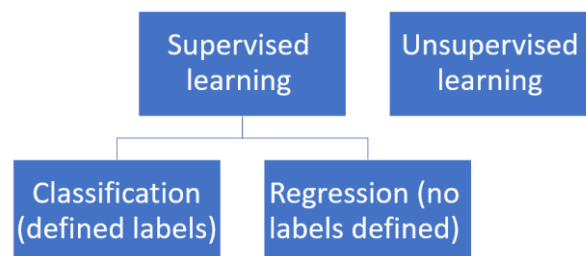 Supervised
learning
Unsupervised
learning
Classification
(defined labels)
Regression (no
labels defined)